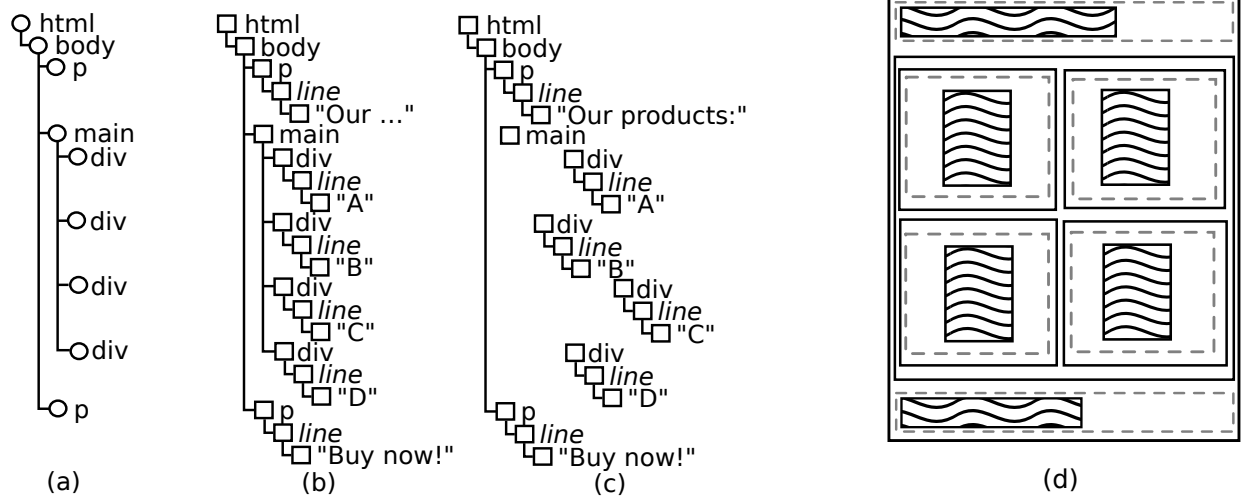 html
body
p
main
div
div
div
div
p
(a)
html
body
p
line
"Our ..."
main
div
line
"A"
div
line
"B"
div
line
"C"
div
line
"D"
p
line
"Buy now!"
(b)
html
body
p
line
"Our products:"
main
div
line
"A"
div
line
"B"
div
line
"C"
div
line
"D"
p
line
"Buy now!"
(c)
(d)